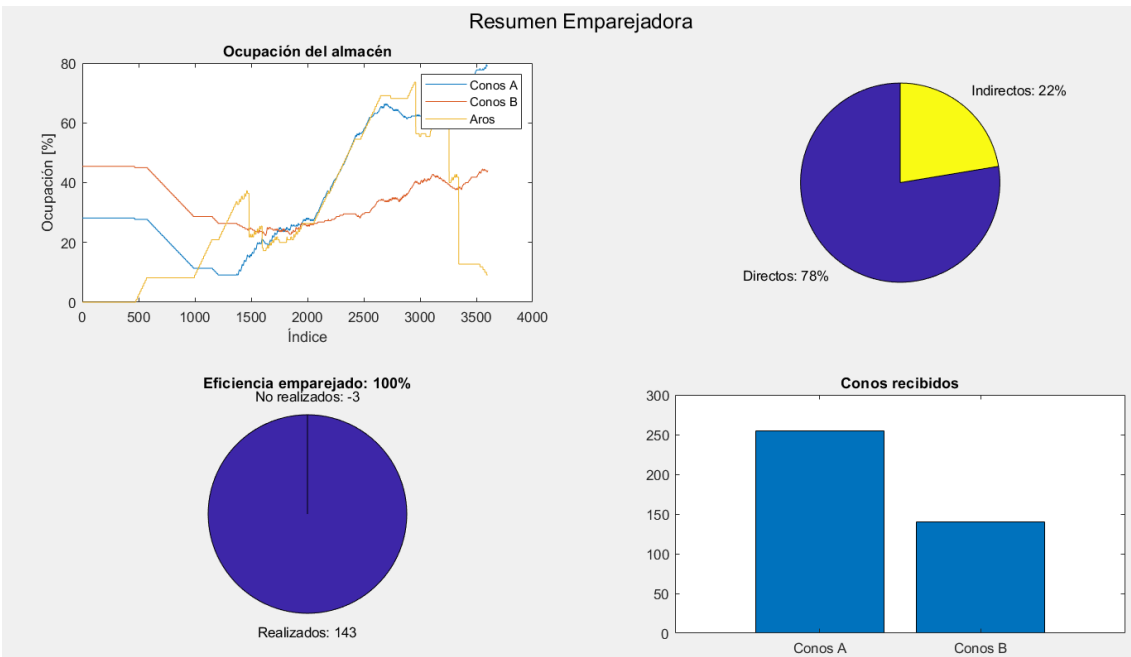 Resumen Emparejadora
Ocupación del almacén
80
60
40
20
0
Ocupación [%]
0 500 1000 1500 2000 2500 3000 3500 4000
Índice
Conos A
Conos B
Aros
Indirectos: 22%
Directos: 78%
Eficiencia emparejado: 100%
No realizados: -3
Realizados: 143
Conos recibidos
300
250
200
150
100
50
0
Conos A Conos B